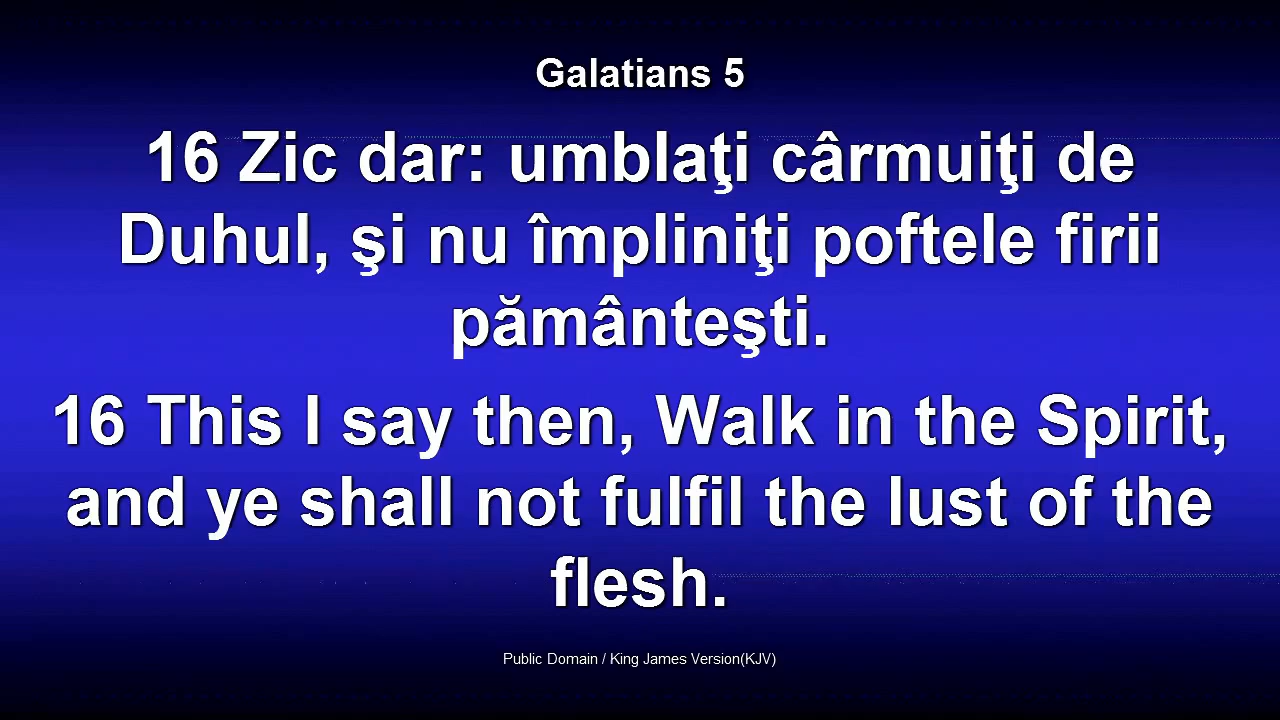 Galatians 5
16 Zic dar: umblaţi cârmuiţi de
Duhul, şi nu împliniţi poftele firii
pământeşti.
16 This I say then, Walk in the Spirit,
and ye shall not fulfil the lust of the
flesh.
Public Domain / King James Version(KJV)